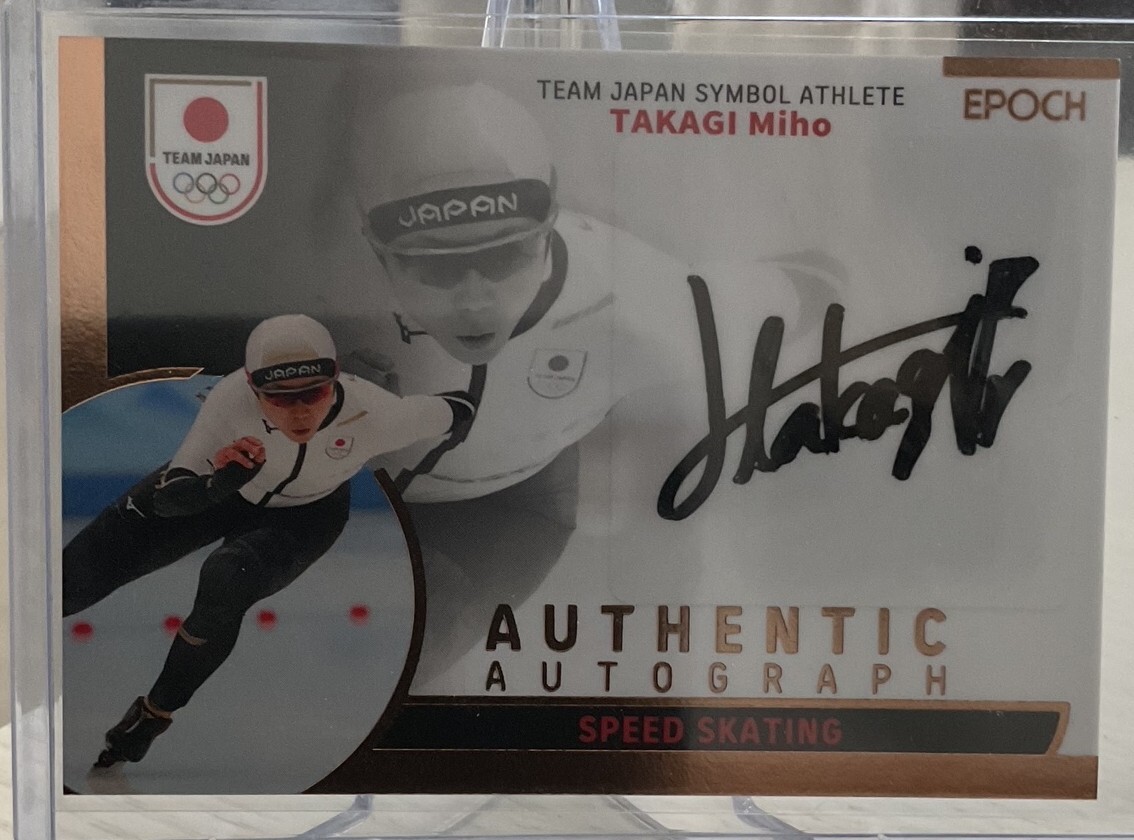 TEAM JAPAN SYMBOL ATHLETE
TAKAGI Miho
EPOCH
TEAM JAPAN
JAPAN
JAPAN
AUTHENTIC
AUTOGRAPH
SPEED SKATING